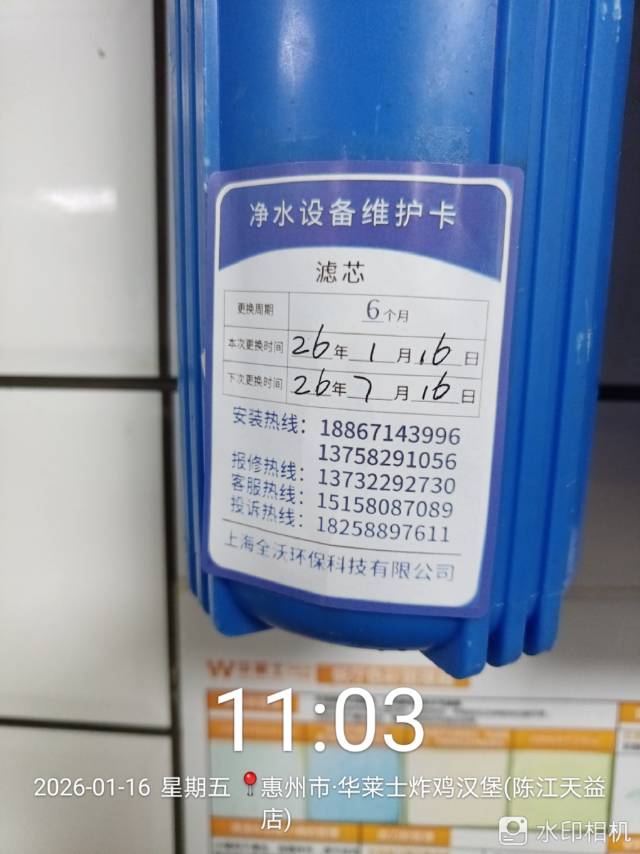 净水设备维护卡
滤芯
更换周期 6个月
本次更换时间 26年1月16日
下次更换时间 26年7月16日
安装热线：18867143996
13758291056
报修热线：13732292730
客服热线：15158087089
投诉热线：18258897611
上海全沃环保科技有限公司
11:03
2026-01-16 星期五 惠州市·华莱士炸鸡汉堡(陈江天益
店)
水印相机